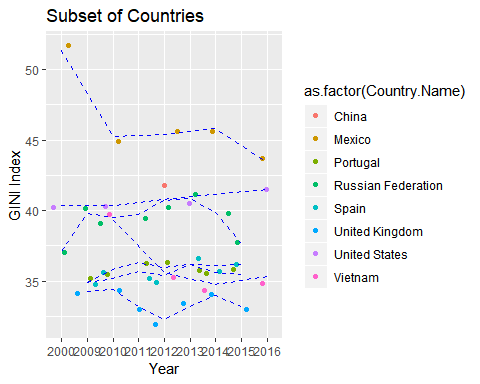 Subset of Countries
GINI Index
50
45
40
35
2000 2009 2010 2011 2012 2013 2014 2015 2016
Year
as.factor(Country.Name)
China
Mexico
Portugal
Russian Federation
Spain
United Kingdom
United States
Vietnam